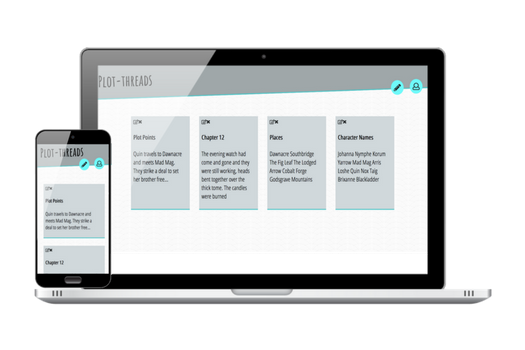 Plot-threads
Plot Points
Quin travels to Dawnacre
and meets Mad Mag.
They strike a deal to set
her brother free...
Chapter 12
The evening watch had
come and gone and they
were still working, heads
bent together over the
thick tome. The candles
were burned
Places
Dawnacre Southbridge
The Fig Leaf The Lodged
Arrow Cobalt Forge
Godsgrave Mountains
Character Names
Johanna Nymphe Korum
Yarrow Mad Mag Arris
Loshe Quin Nox Taig
Brixanne Blackladder
Plot-threads
Plot Points
Quin travels to Dawnacre
and meets Mad Mag.
They strike a deal to
set her brother free...
Chapter 12